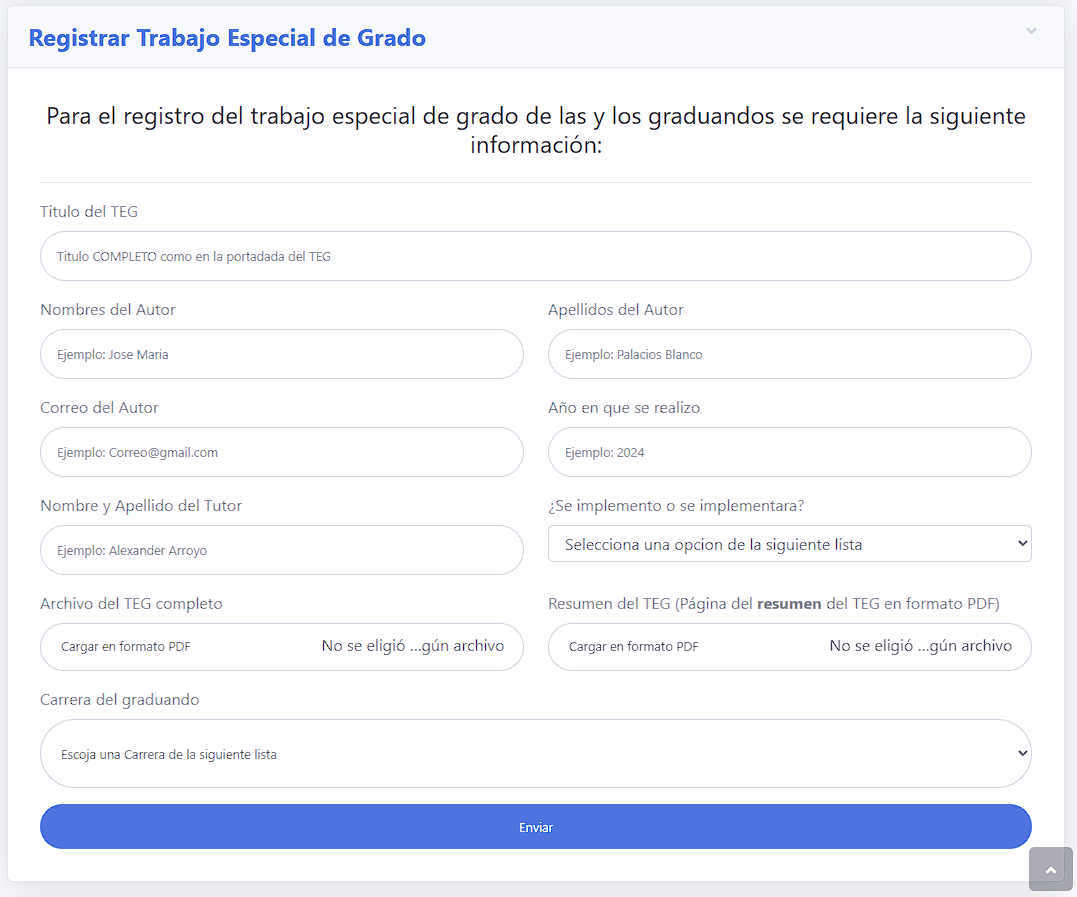 Registrar Trabajo Especial de Grado
Para el registro del trabajo especial de grado de las y los graduandos se requiere la siguiente
información:
Titulo del TEG
Titulo COMPLETO como en la portadada del TEG
Nombres del Autor
Apellidos del Autor
Ejemplo: Jose Maria
Ejemplo: Palacios Blanco
Correo del Autor
Año en que se realizo
Ejemplo: Correo@gmail.com
Ejemplo: 2024
Nombre y Apellido del Tutor
¿Se implemento o se implementara?
Ejemplo: Alexander Arroyo
Selecciona una opcion de la siguiente lista
Archivo del TEG completo
Resumen del TEG (Página del resumen del TEG en formato PDF)
Cargar en formato PDF
No se eligió ...gún archivo
Cargar en formato PDF
No se eligió ...gún archivo
Carrera del graduando
Escoja una Carrera de la siguiente lista
Enviar